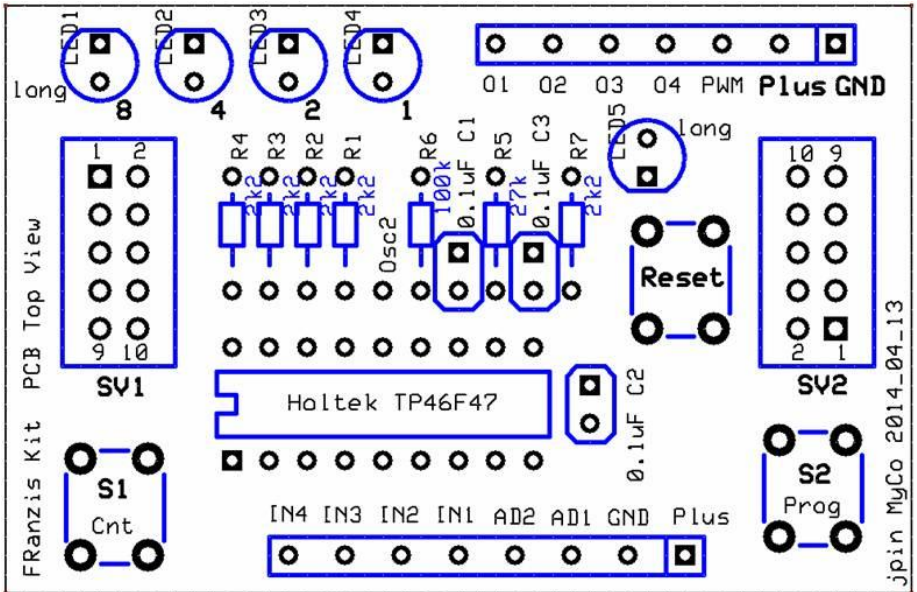 LED1
LED2
LED3
LED4
long
8
4
2
1
O1 O2 O3 O4 PWM Plus GND
LED5
long
1 2
9 10
SV1
R4
2k2
R3
2k2
R2
2k2
R1
2k2
Osc2
R6
100k
0.1uF C1
R5
27k
0.1uF C3
R7
2k2
Reset
10 9
2 1
SV2
Holtek TP46F47
0.1uF C2
S1
Cnt
S2
Prog
IN4 IN3 IN2 IN1 AD2 AD1 GND Plus
FRanzis Kit PCB Top View
jpin MyCo 2014_04_13